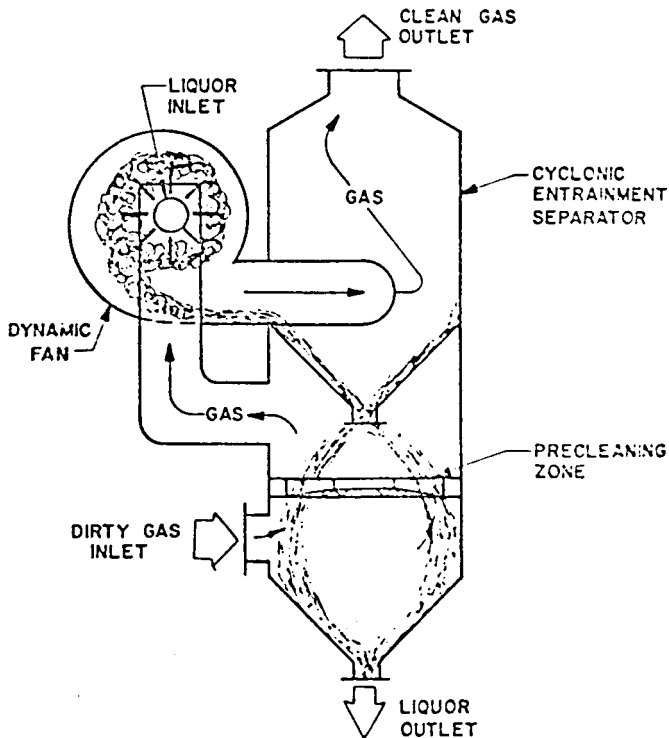 CLEAN GAS
OUTLET
LIQUOR
INLET
GAS
CYCLONIC
ENTRAINMENT
SEPARATOR
DYNAMIC
FAN
GAS
PRECLEANING
ZONE
DIRTY GAS
INLET
LIQUOR
OUTLET